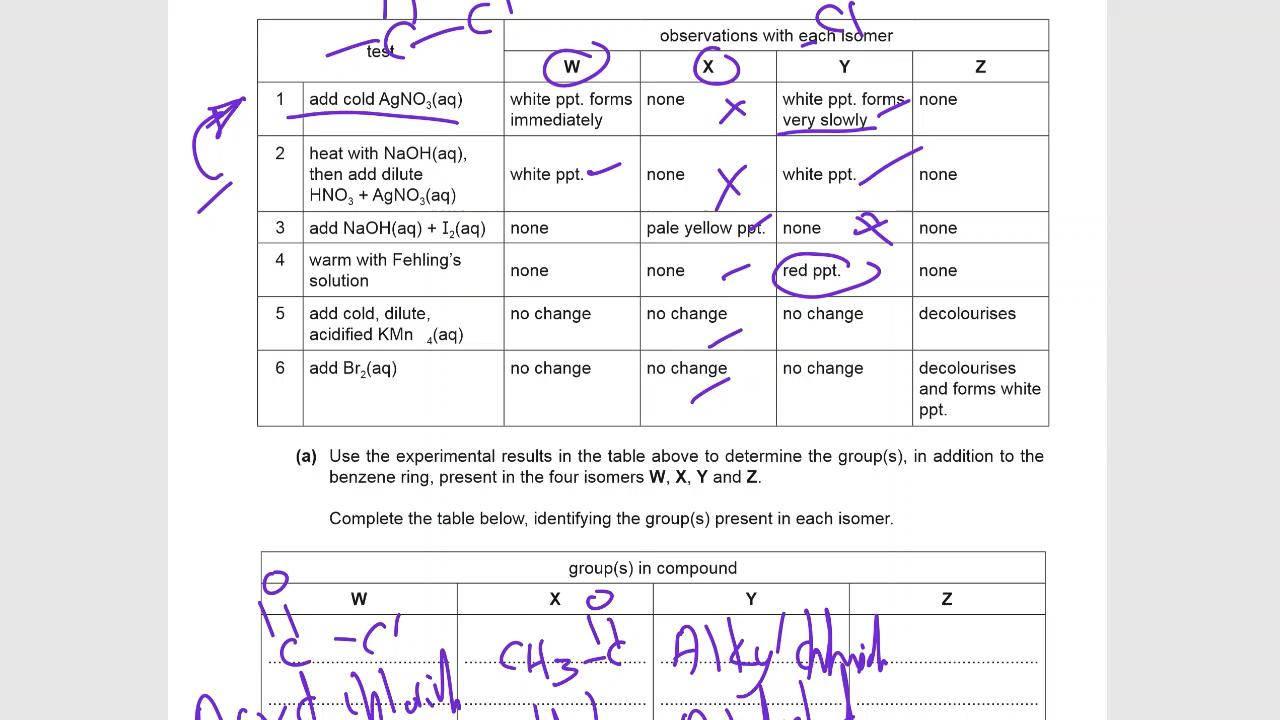 C Cl
Cl
test
observations with each isomer
W X Y Z
1 add cold AgNO3(aq) white ppt. forms immediately none white ppt. forms very slowly none
2 heat with NaOH(aq), then add dilute HNO3 + AgNO3(aq) white ppt. none white ppt. none
3 add NaOH(aq) + I2(aq) none pale yellow ppt. none none
4 warm with Fehling's solution none none red ppt. none
5 add cold, dilute, acidified KMn 4(aq) no change no change no change decolourises
6 add Br2(aq) no change no change no change decolourises and forms white ppt.
(a) Use the experimental results in the table above to determine the group(s), in addition to the
benzene ring, present in the four isomers W, X, Y and Z.
Complete the table below, identifying the group(s) present in each isomer.
group(s) in compound
W X Y Z
O O
C -Cl CH3-C Alkyl